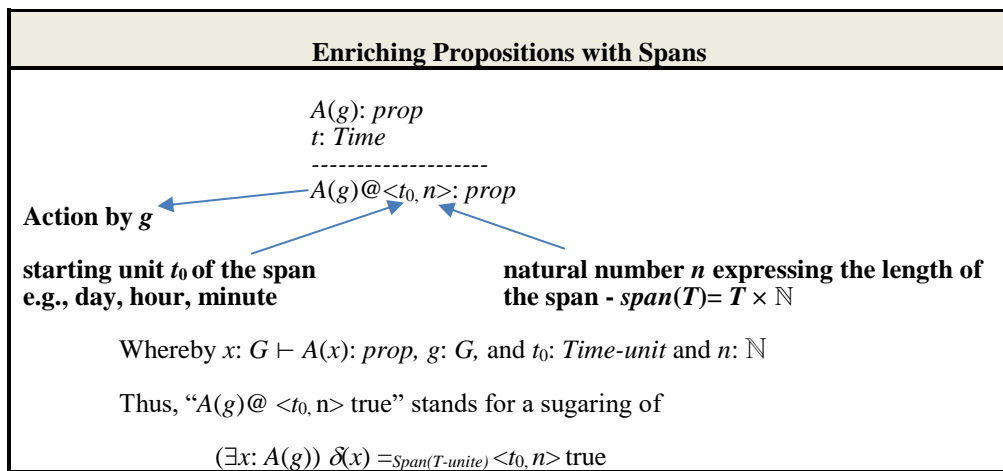 Enriching Propositions with Spans
A(g): prop
t: Time
--------------------
A(g)@<t₀, n>: prop
Action by g
starting unit t₀ of the span
e.g., day, hour, minute
natural number n expressing the length of
the span - span(T)= T × ℕ
Whereby x: G ⊢ A(x): prop, g: G, and t₀: Time-unit and n: ℕ
Thus, “A(g)@ <t₀, n> true” stands for a sugaring of
(∃x: A(g)) δ(x) =Span(T-unite) <t₀, n> true